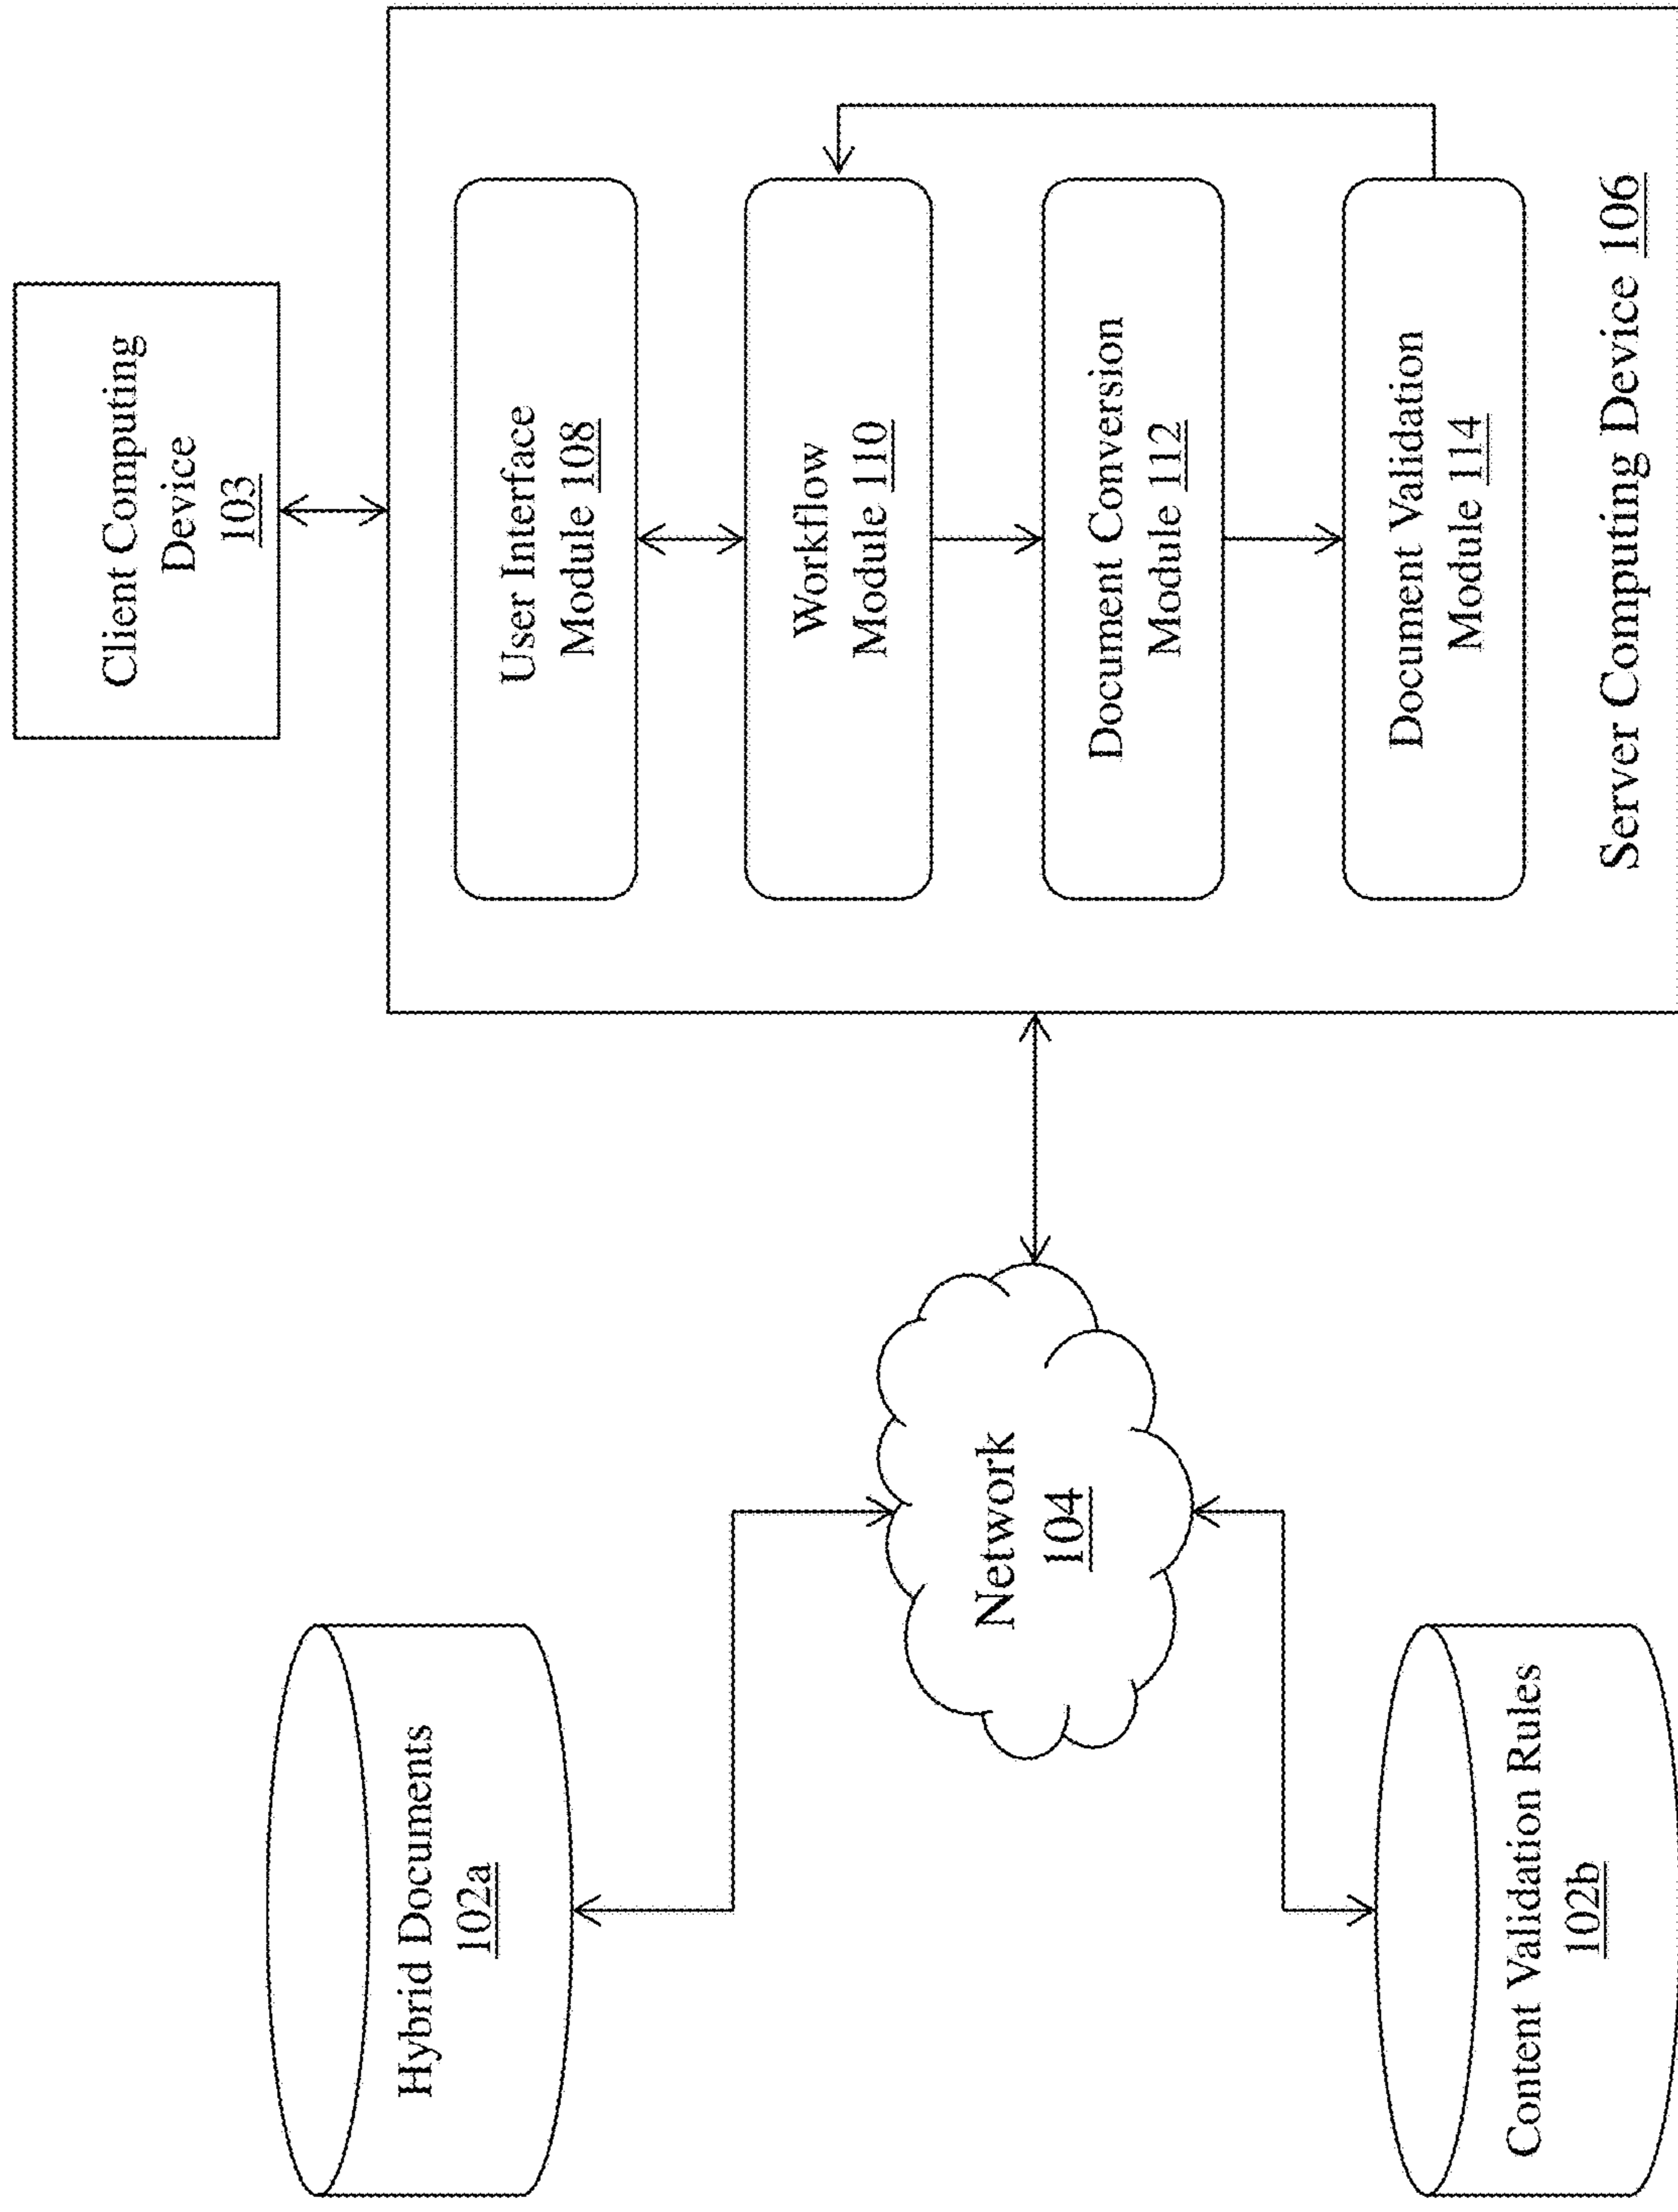 Hybrid Documents
102a
Content Validation Rules
102b
Network
104
Client Computing
Device
103
User Interface
Module 108
Workflow
Module 110
Document Conversion
Module 112
Document Validation
Module 114
Server Computing Device 106